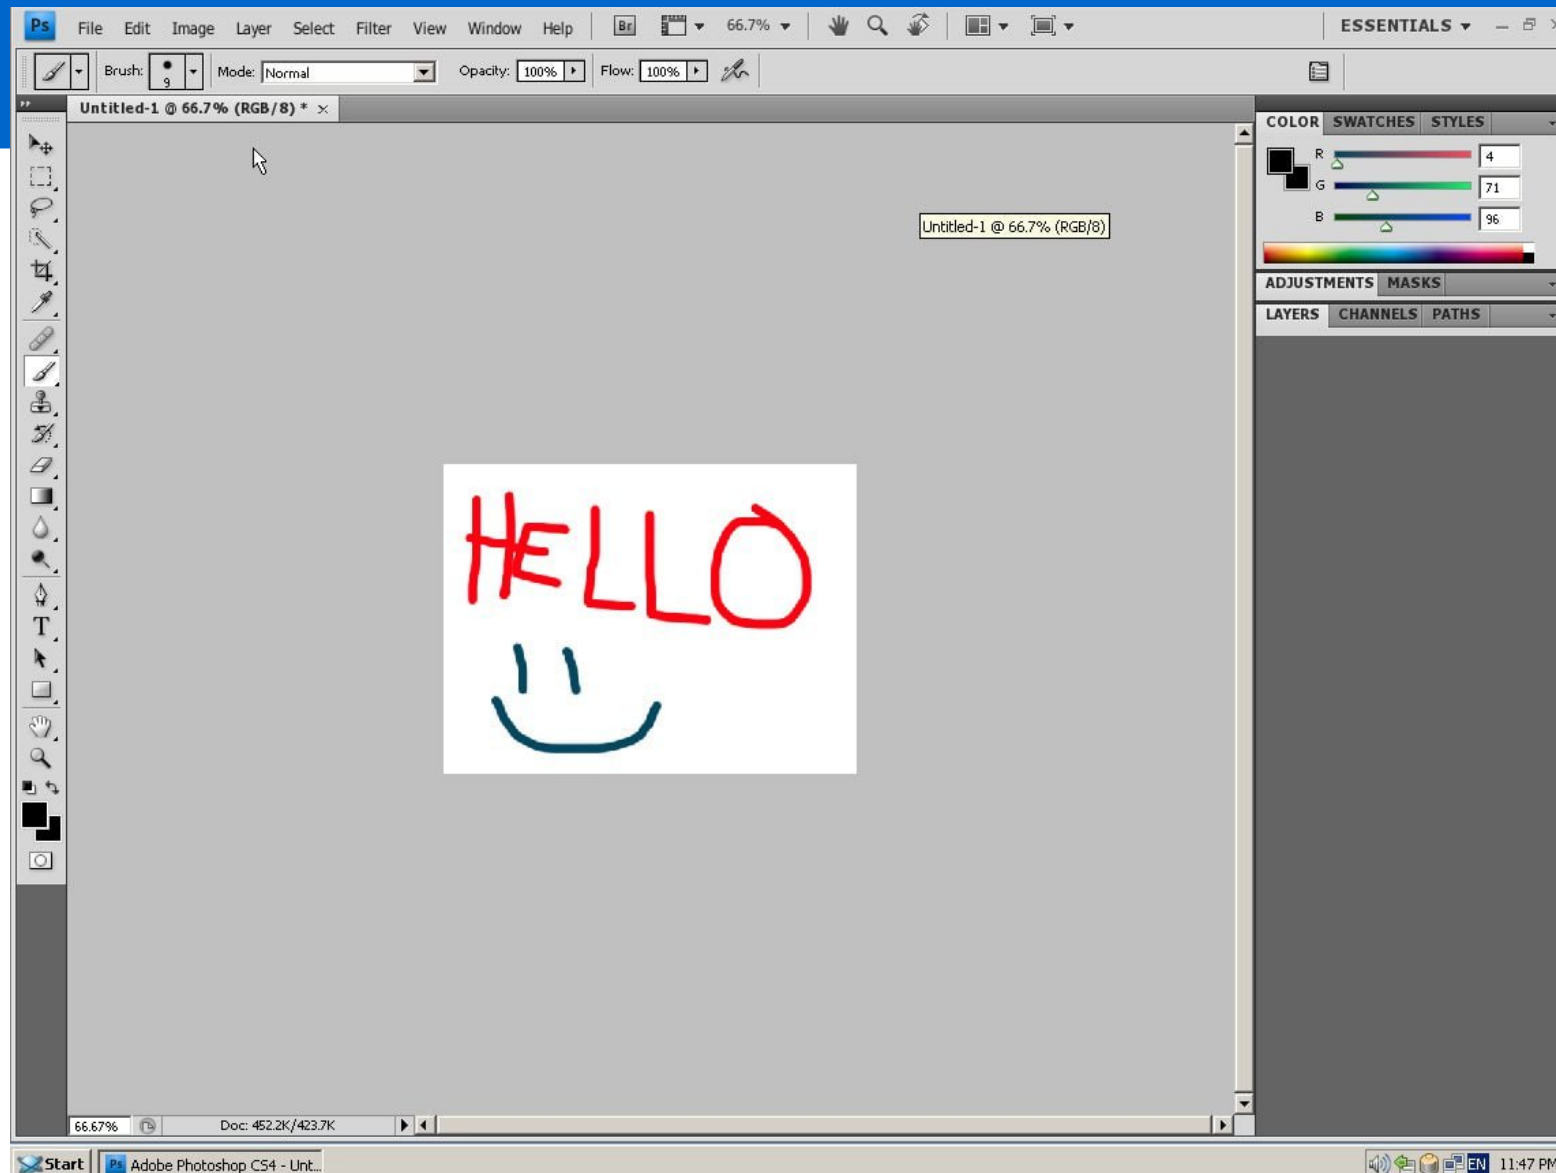 Ps File Edit Image Layer Select Filter View Window Help Br 66.7% ESSENTIALS
Brush: 9 Mode: Normal Opacity: 100% Flow: 100%
Untitled-1 @ 66.7% (RGB/8) *
COLOR SWATCHES STYLES
R 4
G 71
B 96
Untitled-1 @ 66.7% (RGB/8)
ADJUSTMENTS MASKS
LAYERS CHANNELS PATHS
HELLO
T
66.67% Doc: 452.2K/423.7K
Start Ps Adobe Photoshop CS4 - Unt... EN 11:47 PM